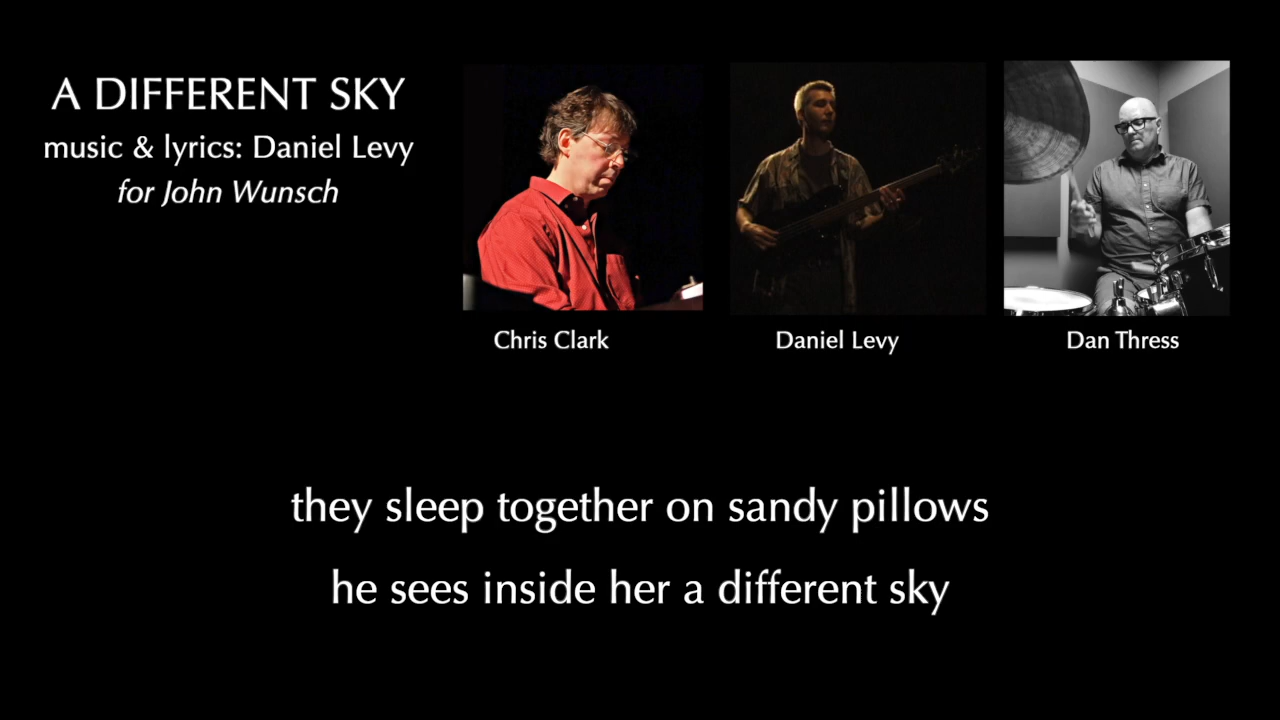 A DIFFERENT SKY
music & lyrics: Daniel Levy
for John Wunsch
Chris Clark
Daniel Levy
Dan Thress
they sleep together on sandy pillows
he sees inside her a different sky